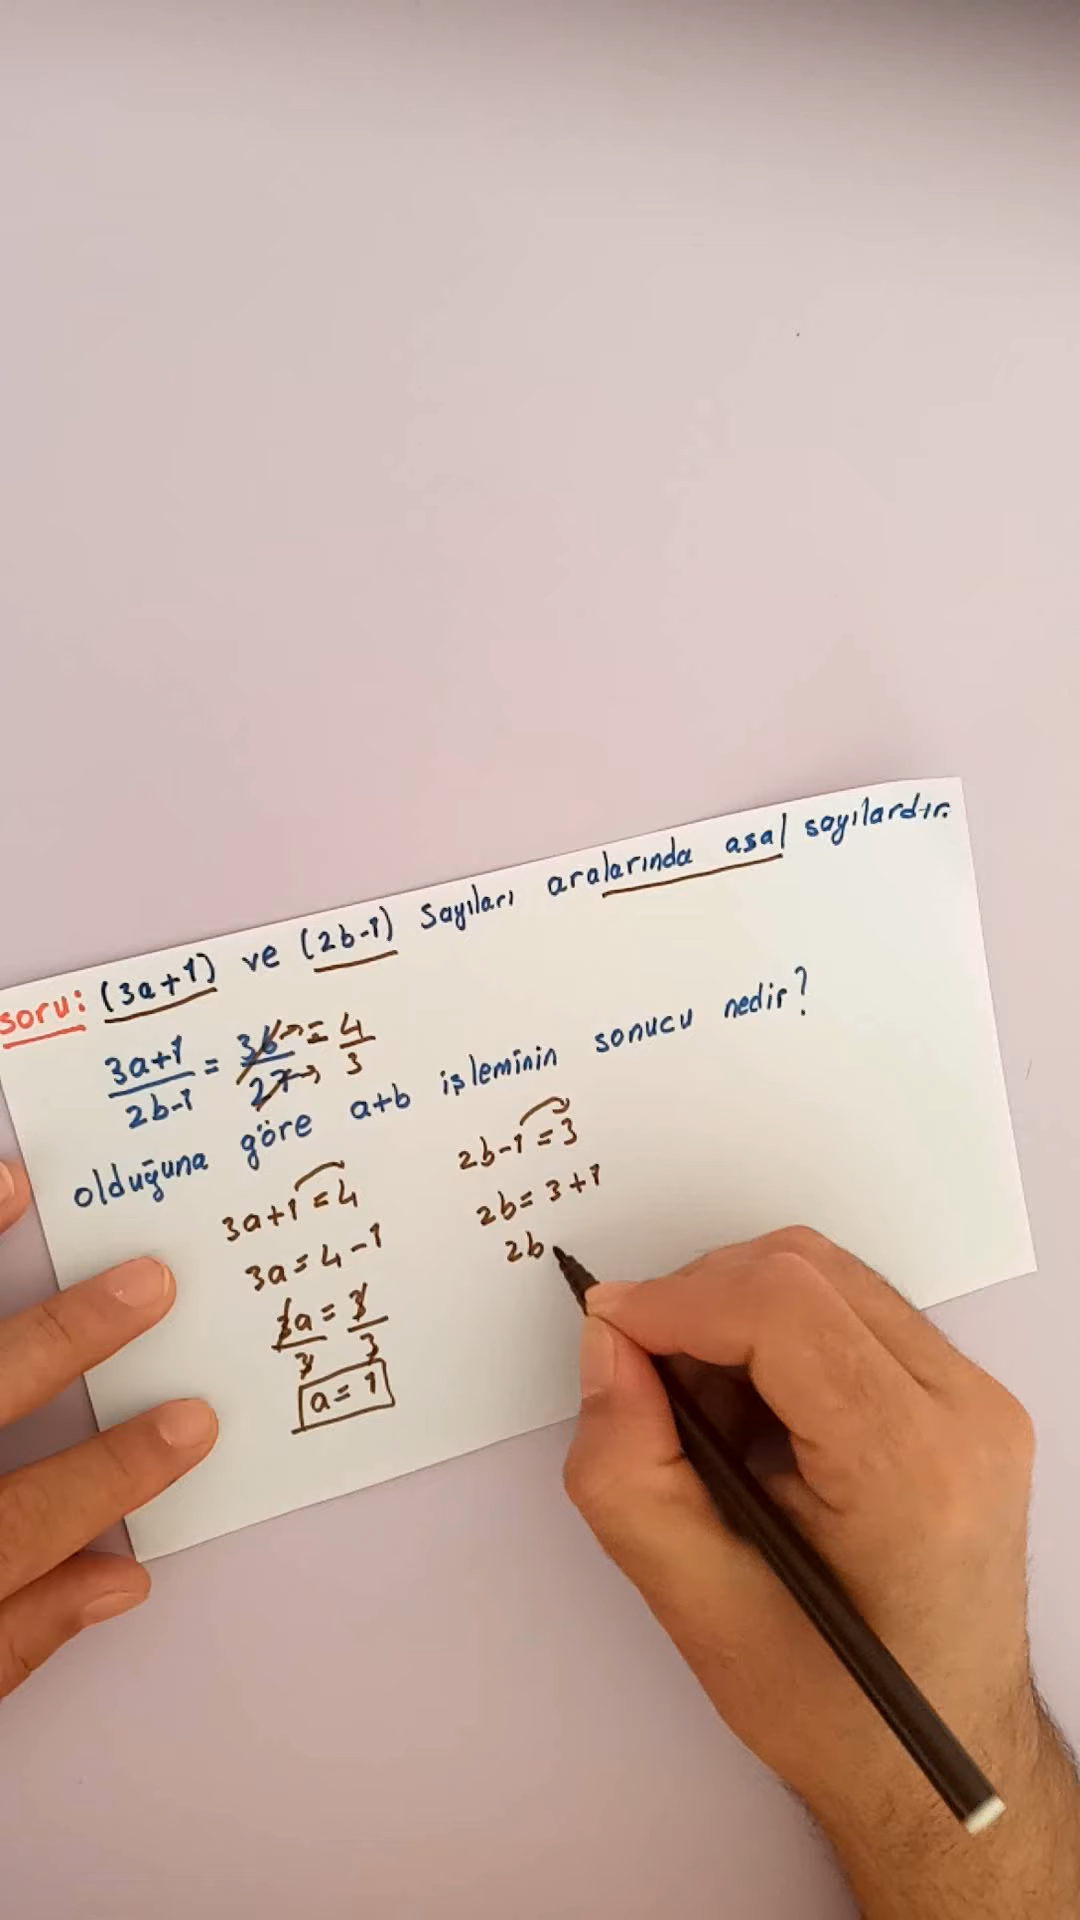 soru: (3a+1) ve (2b-1) sayıları aralarında asal sayılardır.
3a+1/2b-1 = 36/27 = 4/3
olduğuna göre a+b işleminin sonucu nedir?
3a+1 = 4
3a = 4-1
3a/3 = 3/3
a = 1
2b-1 = 3
2b = 3+1
2b